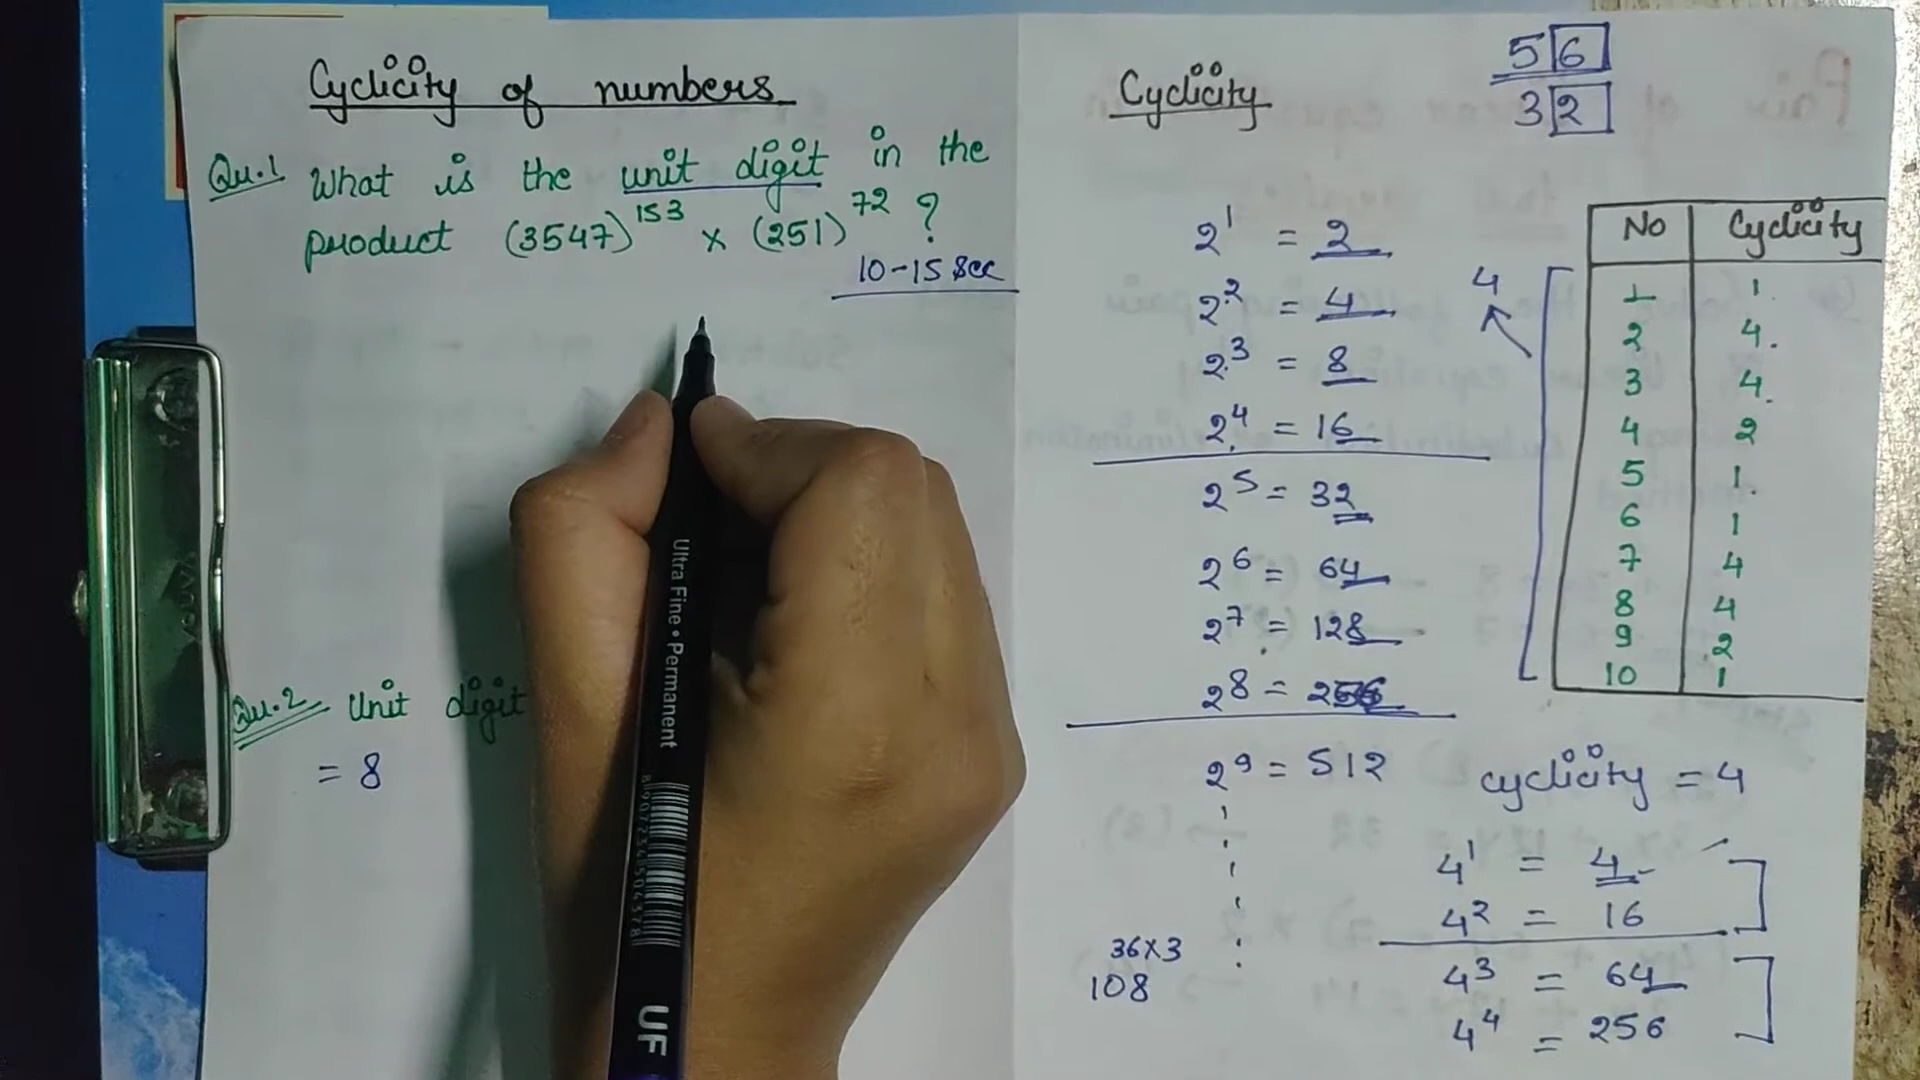 Cyclicity of numbers
Qu.1 What is the unit digit in the
product (3547)^153 x (251)^72 ?
10-15 Sec
Qu.2 Unit digit
= 8
Cyclicity
56
32
2^1 = 2
2^2 = 4
2^3 = 8
2^4 = 16
2^5 = 32
2^6 = 64
2^7 = 128
2^8 = 256
2^9 = 512
36x3
108
4
No Cyclicity
1 1
2 4
3 4
4 2
5 1
6 1
7 4
8 4
9 2
10 1
cyclicity = 4
4^1 = 4
4^2 = 16
4^3 = 64
4^4 = 256
Ultra Fine • Permanent
UF